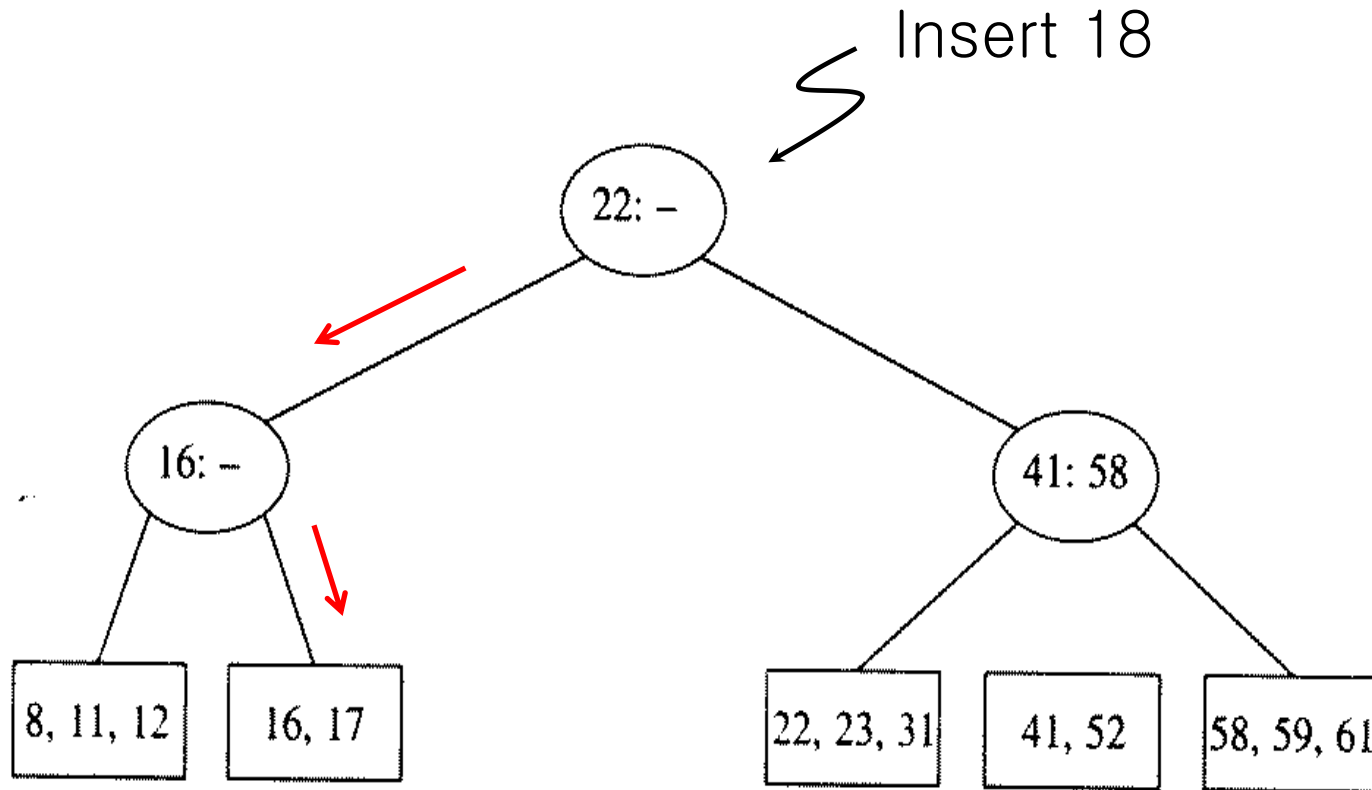 Insert 18
22: –
16: –
41: 58
8, 11, 12
16, 17
22, 23, 31
41, 52
58, 59, 61